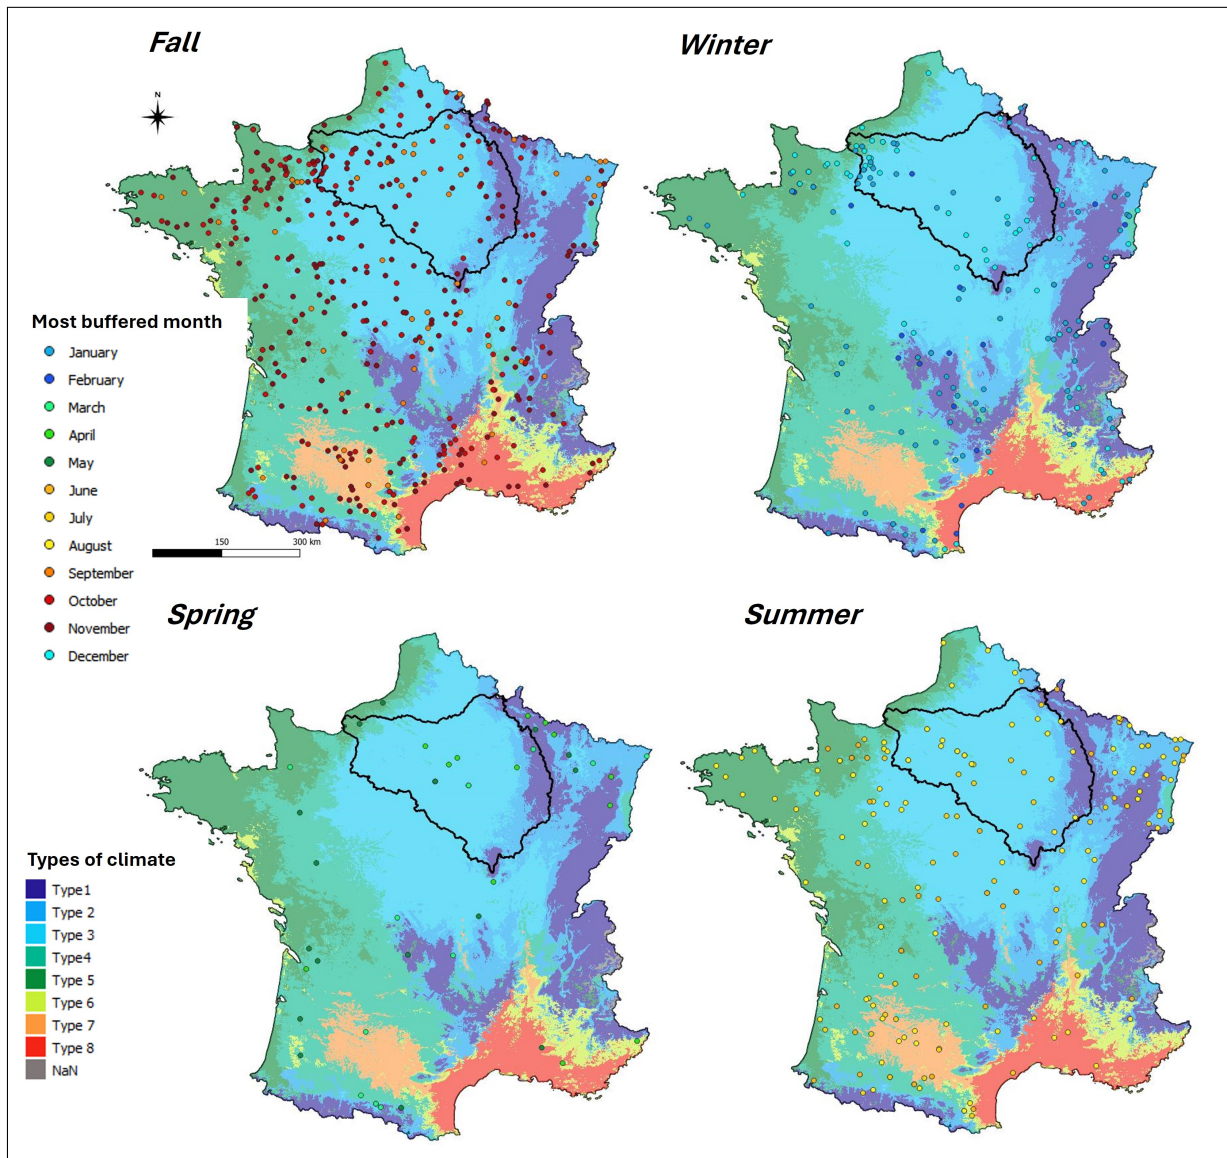 Fall
Winter
N
Most buffered month
January
February
March
April
May
June
July
August
September
October
November
December
150
300 km
Spring
Summer
Types of climate
Type1
Type 2
Type 3
Type4
Type 5
Type 6
Type 7
Type 8
NaN